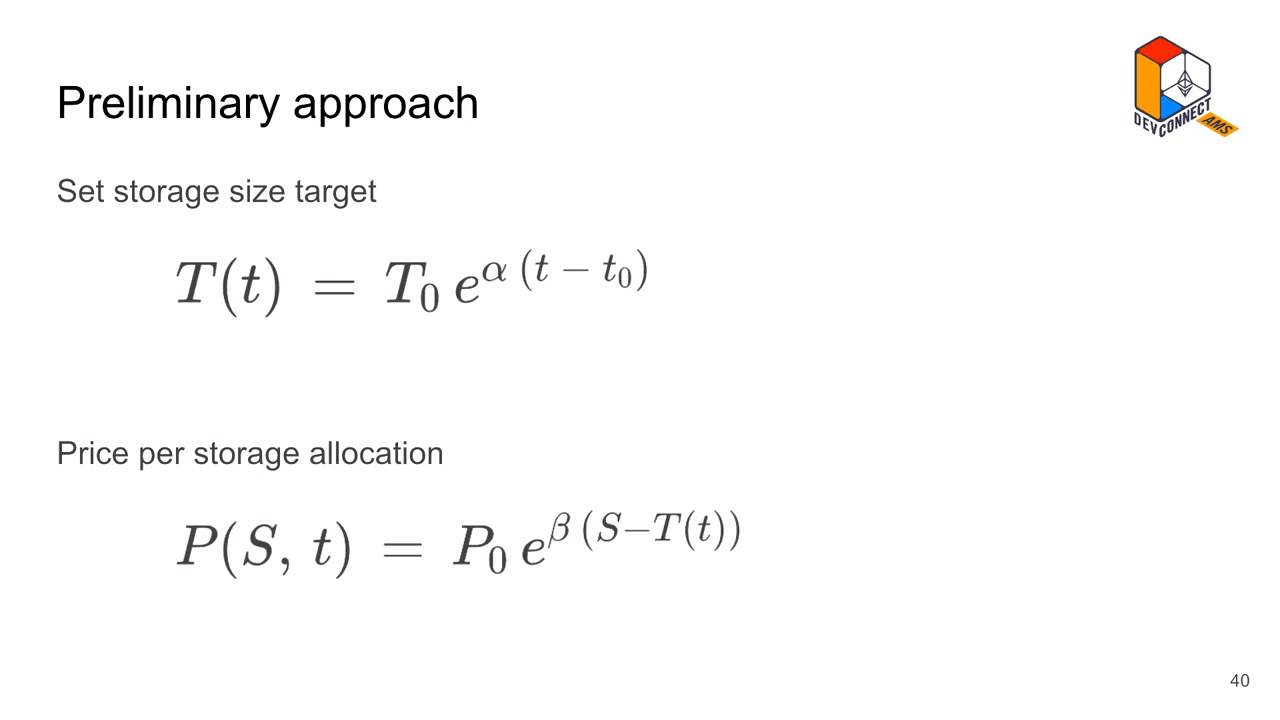 Preliminary approach
DEVCONNECT
AMS
Set storage size target
T(t) = T₀ e^{α (t − t₀)}
Price per storage allocation
P(S, t) = P₀ e^{β (S−T(t))}
40